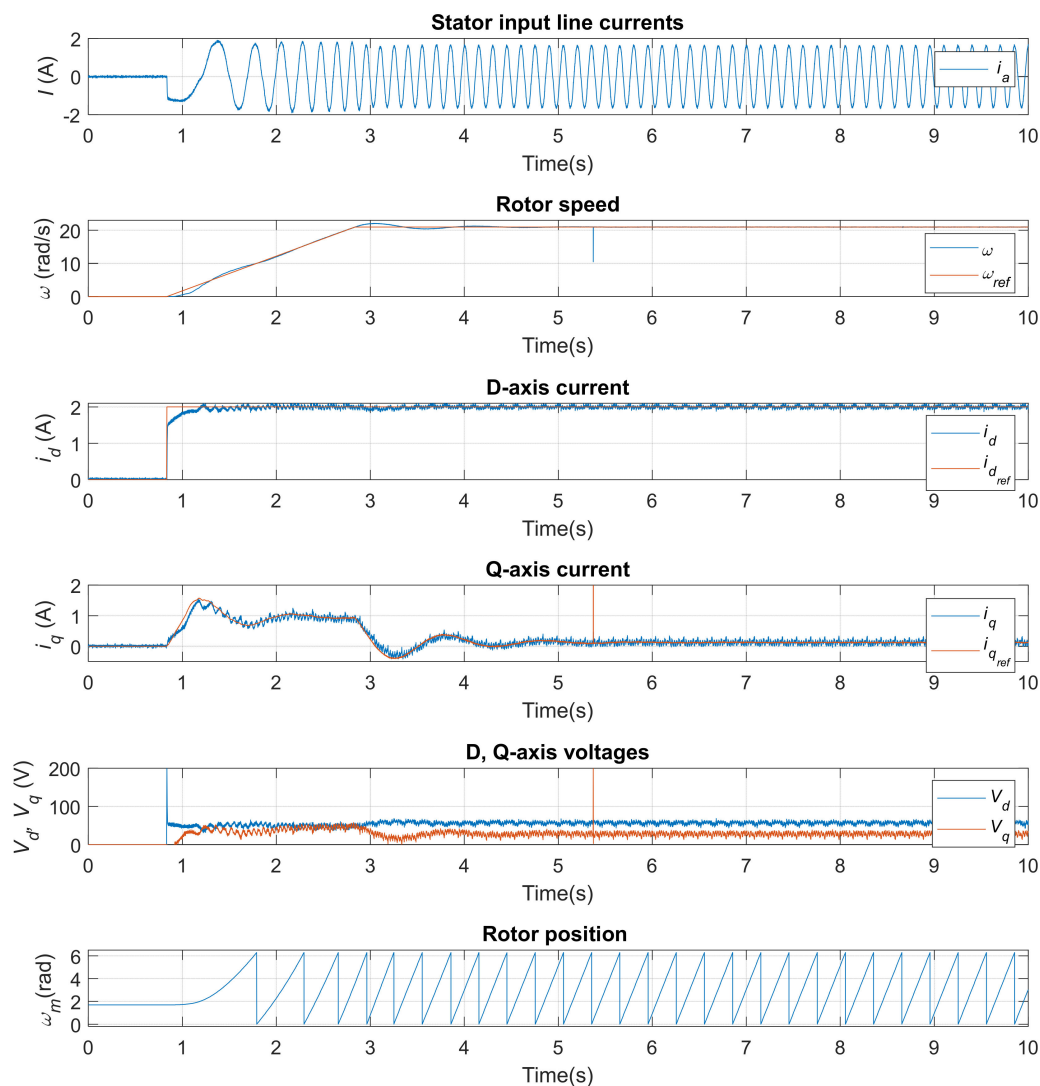 Stator input line currents
I (A)
2
0
-2
i_a
0 1 2 3 4 5 6 7 8 9 10
Time(s)
Rotor speed
ω (rad/s)
20
10
0
ω
ω_ref
0 1 2 3 4 5 6 7 8 9 10
Time(s)
D-axis current
i_d (A)
2
1
0
i_d
i_d_ref
0 1 2 3 4 5 6 7 8 9 10
Time(s)
Q-axis current
i_q (A)
2
1
0
i_q
i_q_ref
0 1 2 3 4 5 6 7 8 9 10
Time(s)
D, Q-axis voltages
V_d, V_q (V)
200
100
0
V_d
V_q
0 1 2 3 4 5 6 7 8 9 10
Time(s)
Rotor position
ω_m(rad)
6
4
2
0
0 1 2 3 4 5 6 7 8 9 10
Time(s)